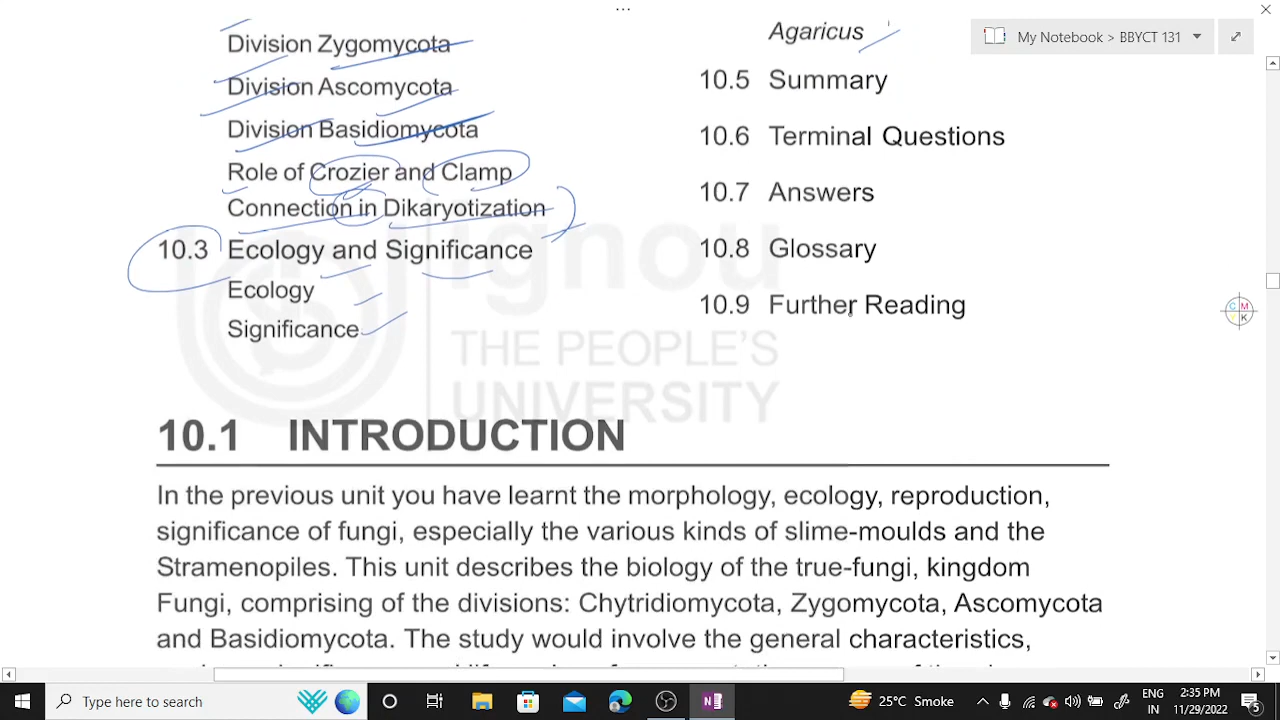 ...
My Notebook > BBYCT 131
Division Zygomycota
Division Ascomycota
Division Basidiomycota
Role of Crozier and Clamp
Connection in Dikaryotization
10.3 Ecology and Significance
Ecology
Significance
Agaricus
10.5 Summary
10.6 Terminal Questions
10.7 Answers
10.8 Glossary
10.9 Further Reading
ignou
THE PEOPLE'S
UNIVERSITY
10.1 INTRODUCTION
In the previous unit you have learnt the morphology, ecology, reproduction,
significance of fungi, especially the various kinds of slime-moulds and the
Stramenopiles. This unit describes the biology of the true-fungi, kingdom
Fungi, comprising of the divisions: Chytridiomycota, Zygomycota, Ascomycota
and Basidiomycota. The study would involve the general characteristics,
C M
Y K
Type here to search
N
25°C Smoke
ENG
IN
2:35 PM
11/29/2022
5